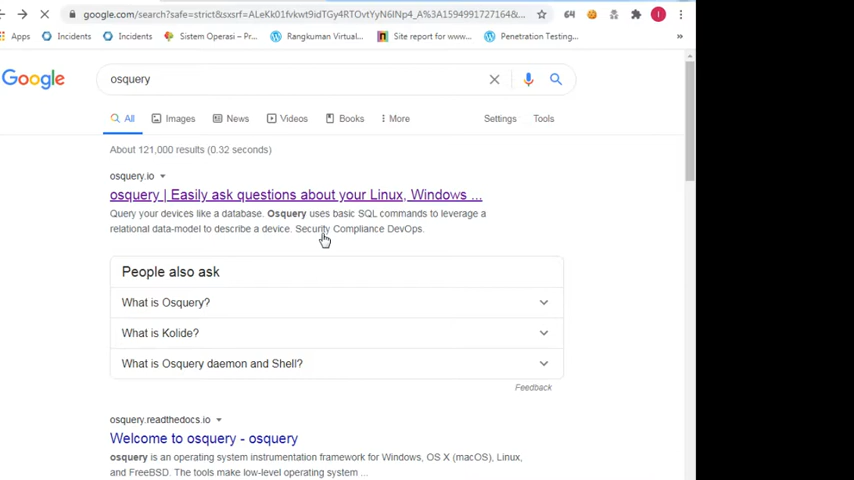 google.com/search?safe=strict&sxsrf=ALeKk01fvkwt9idTGy4RTOvtYyN6INp4_A%3A1594991727164&...
Apps Incidents Incidents Sistem Operasi – Pr... Rangkuman Virtual... Site report for www... Penetration Testing... »
Google osquery
All Images News Videos Books More Settings Tools
About 121,000 results (0.32 seconds)
osquery.io
osquery | Easily ask questions about your Linux, Windows ...
Query your devices like a database. Osquery uses basic SQL commands to leverage a
relational data-model to describe a device. Security Compliance DevOps.
People also ask
What is Osquery?
What is Kolide?
What is Osquery daemon and Shell?
Feedback
osquery.readthedocs.io
Welcome to osquery - osquery
osquery is an operating system instrumentation framework for Windows, OS X (macOS), Linux,
and FreeBSD. The tools make low-level operating system ...